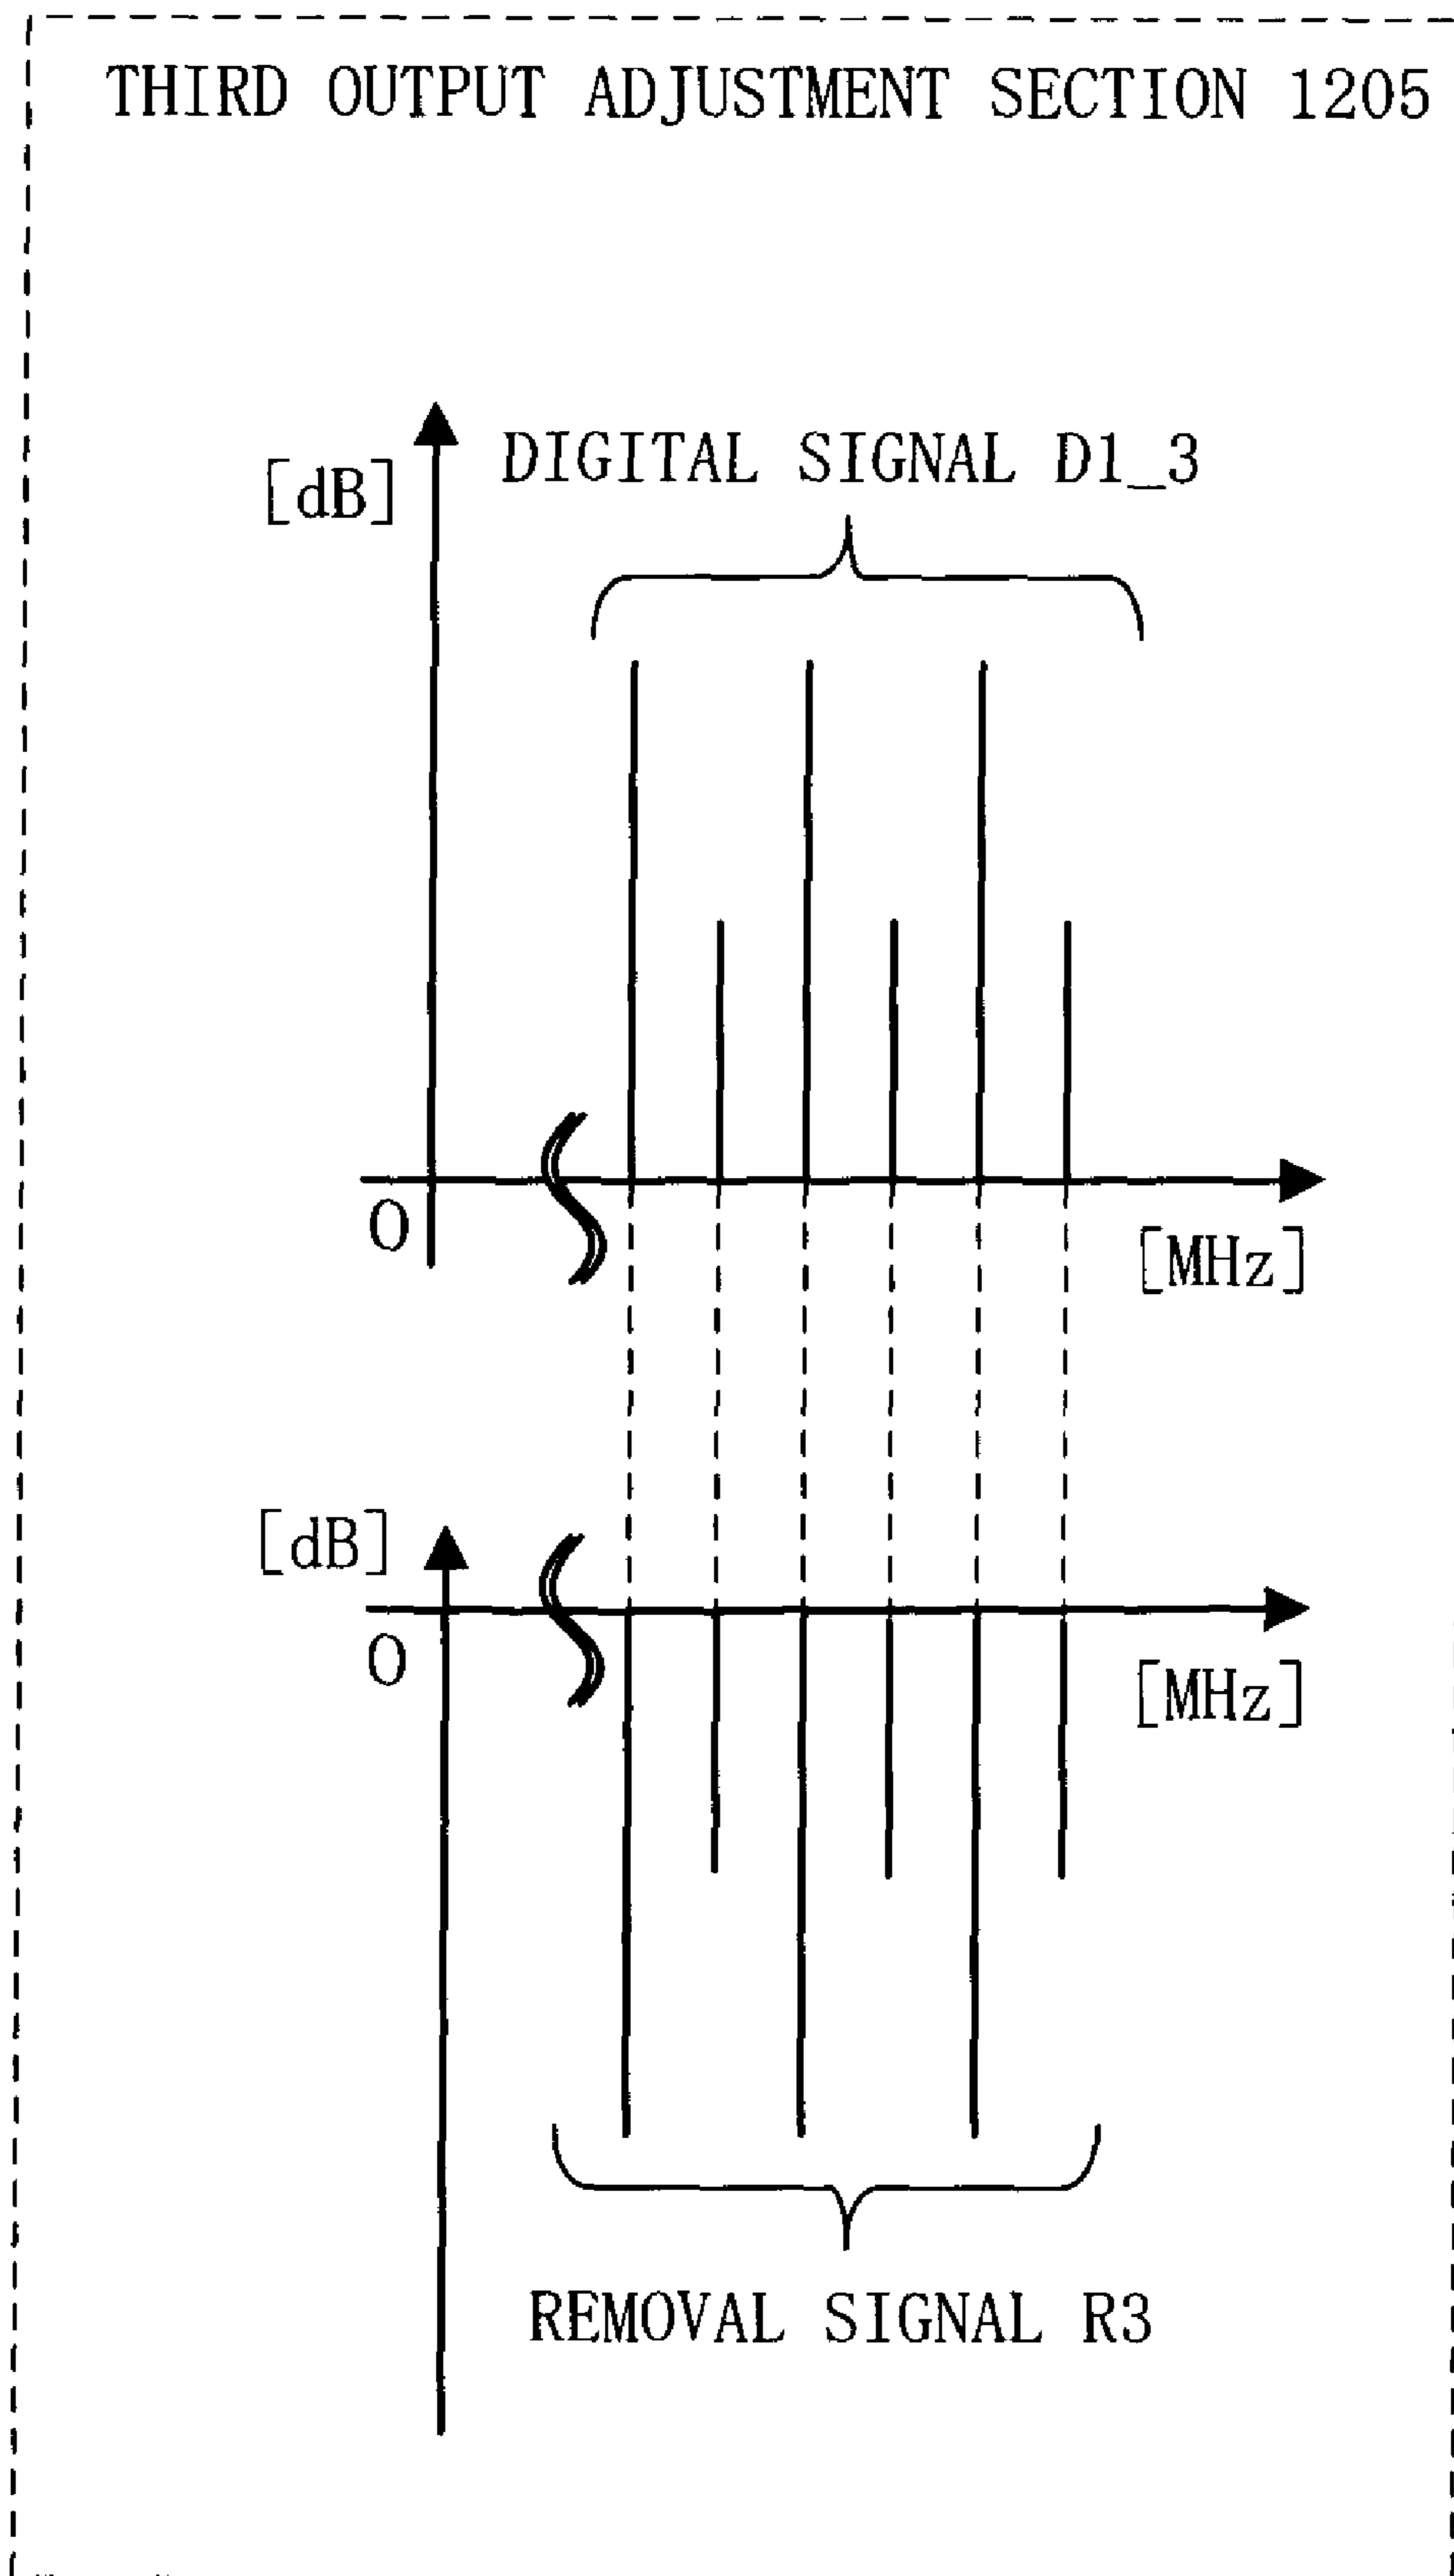 THIRD OUTPUT ADJUSTMENT SECTION 1205
DIGITAL SIGNAL D1_3
[dB]
O
[MHz]
[dB]
O
[MHz]
REMOVAL SIGNAL R3